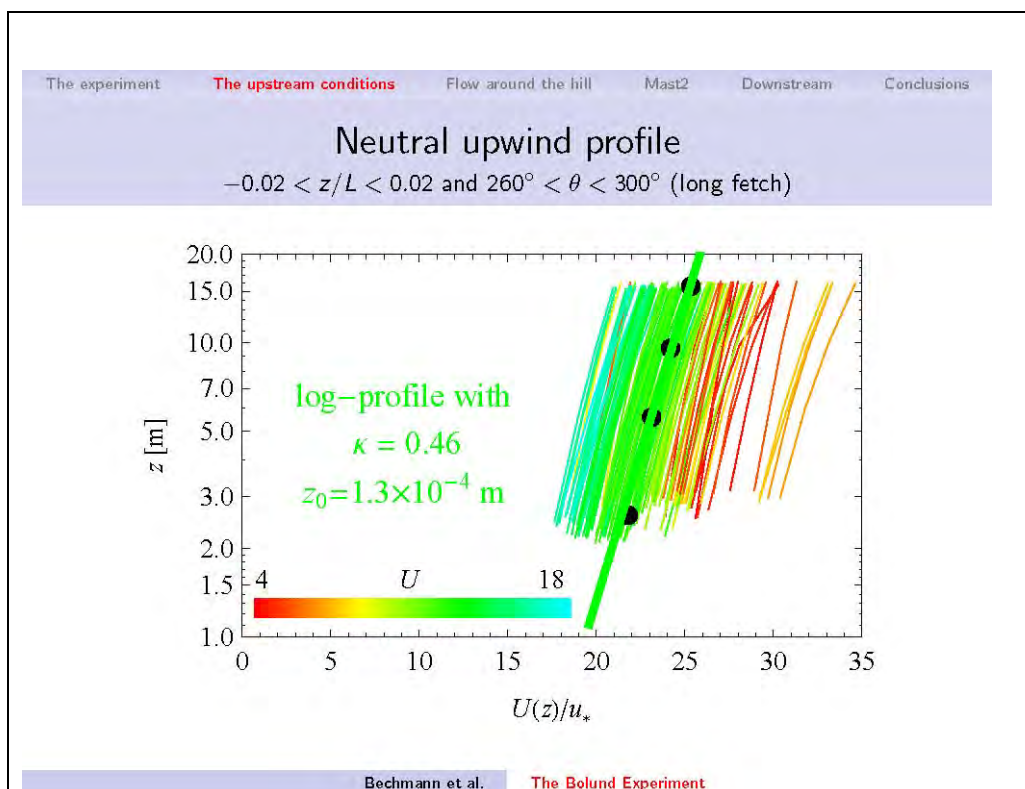 The experiment The upstream conditions Flow around the hill Mast2 Downstream Conclusions
Neutral upwind profile
−0.02 < z/L < 0.02 and 260° < θ < 300° (long fetch)
20.0
15.0
10.0
7.0
5.0
3.0
2.0
1.5
1.0
z [m]
log−profile with
κ = 0.46
z₀=1.3×10⁻⁴ m
4 U 18
0 5 10 15 20 25 30 35
U(z)/u*
Bechmann et al. The Bolund Experiment